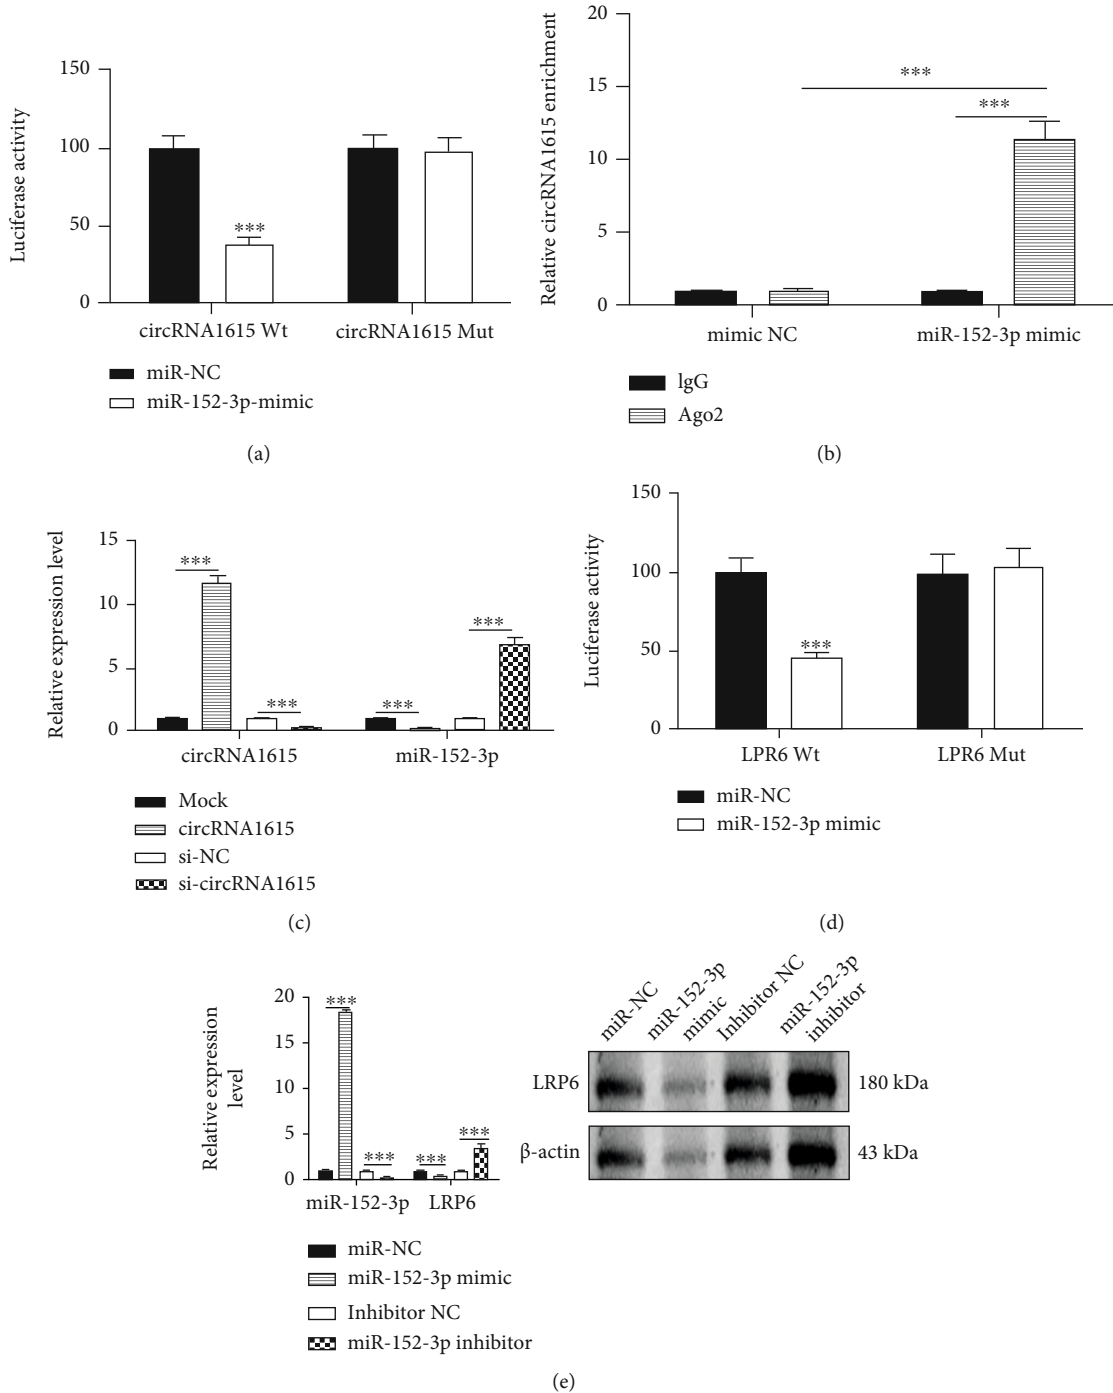 150
100
50
0
Luciferase activity
***
circRNA1615 Wt
circRNA1615 Mut
miR-NC
miR-152-3p-mimic
(a)
20
15
10
5
0
Relative circRNA1615 enrichment
***
***
mimic NC
miR-152-3p mimic
lgG
Ago2
(b)
15
10
5
0
Relative expression level
***
***
***
***
circRNA1615
miR-152-3p
Mock
circRNA1615
si-NC
si-circRNA1615
(c)
150
100
50
0
Luciferase activity
***
LPR6 Wt
LPR6 Mut
miR-NC
miR-152-3p mimic
(d)
20
15
10
5
0
Relative expression
level
***
***
***
***
miR-152-3p
LRP6
miR-NC
miR-152-3p mimic
Inhibitor NC
miR-152-3p inhibitor
miR-NC
miR-152-3p
mimic
Inhibitor NC
miR-152-3p
inhibitor
LRP6
180 kDa
β-actin
43 kDa
(e)